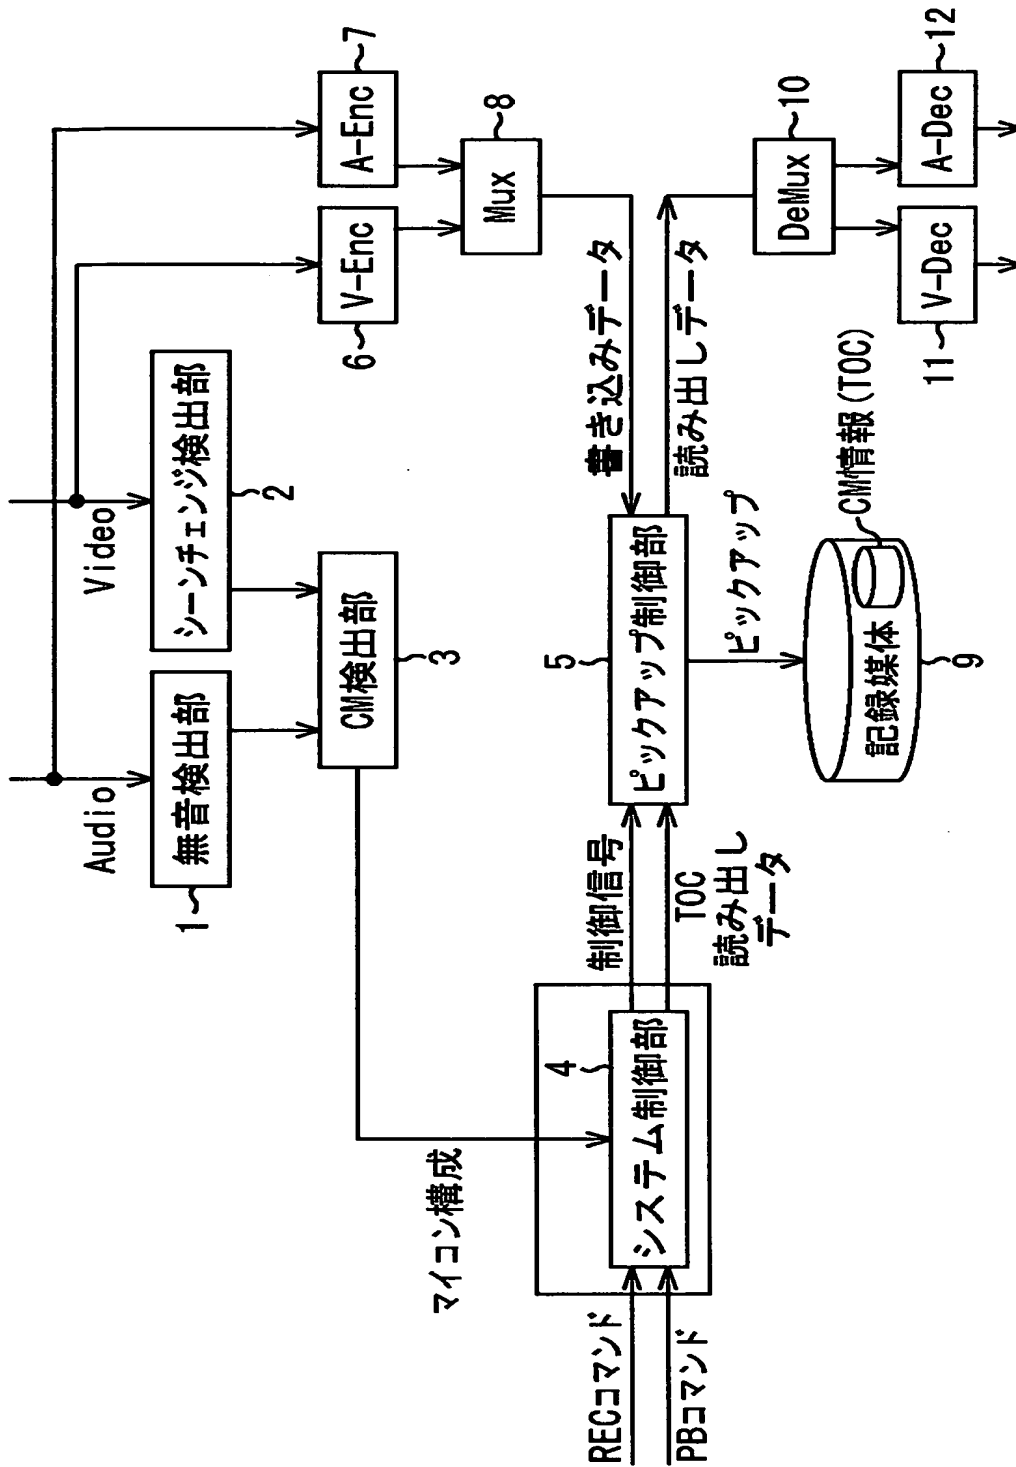 Audio
Video
無音検出部
1
シーンチェンジ検出部
2
CM検出部
3
V-Enc
6
A-Enc
7
Mux
8
マイコン構成
RECコマンド
PBコマンド
システム制御部
4
制御信号
TOC
読み出し
データ
ピックアップ制御部
5
書き込みデータ
読み出しデータ
ピックアップ
記録媒体
9
CM情報(TOC)
DeMux
10
V-Dec
11
A-Dec
12